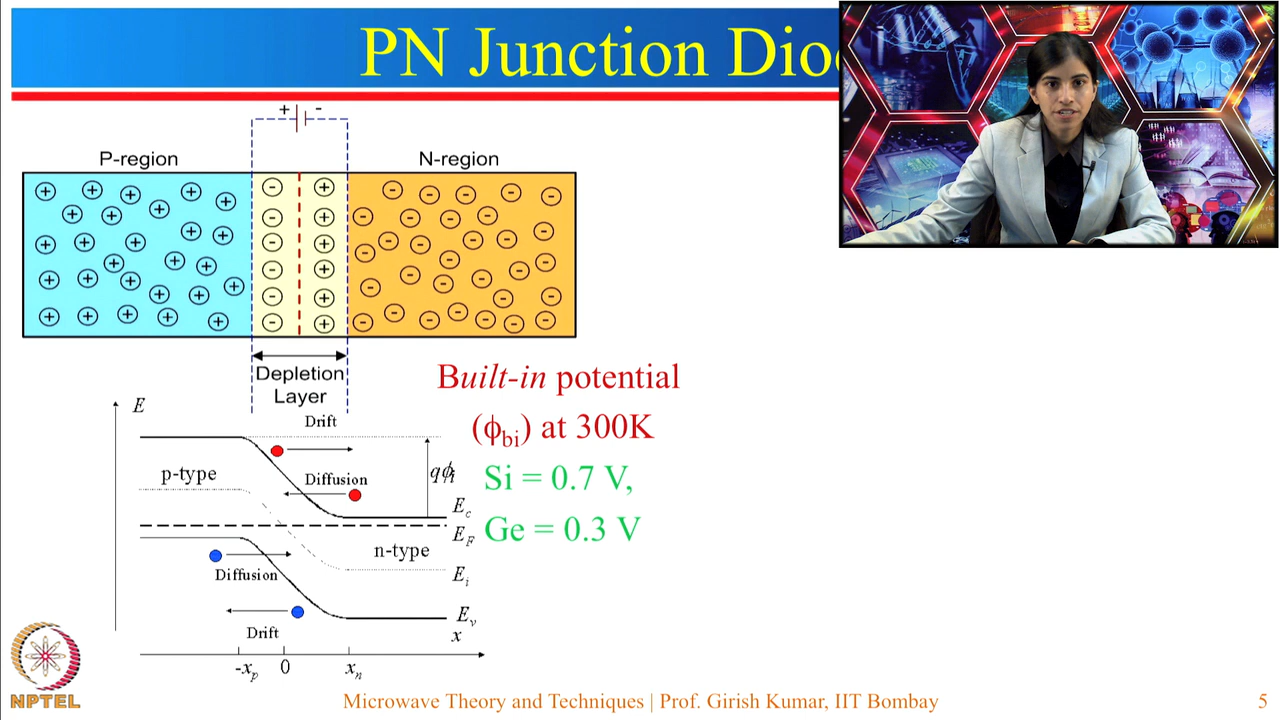 PN Junction Dio
+ -
P-region
N-region
Depletion
Layer
Built-in potential
(ϕbi) at 300K
Si = 0.7 V,
Ge = 0.3 V
E
Drift
p-type
Diffusion
Ec
EF
n-type
Diffusion
Ei
Ev
Drift
x
-xp 0 xn
NPTEL
Microwave Theory and Techniques | Prof. Girish Kumar, IIT Bombay
5